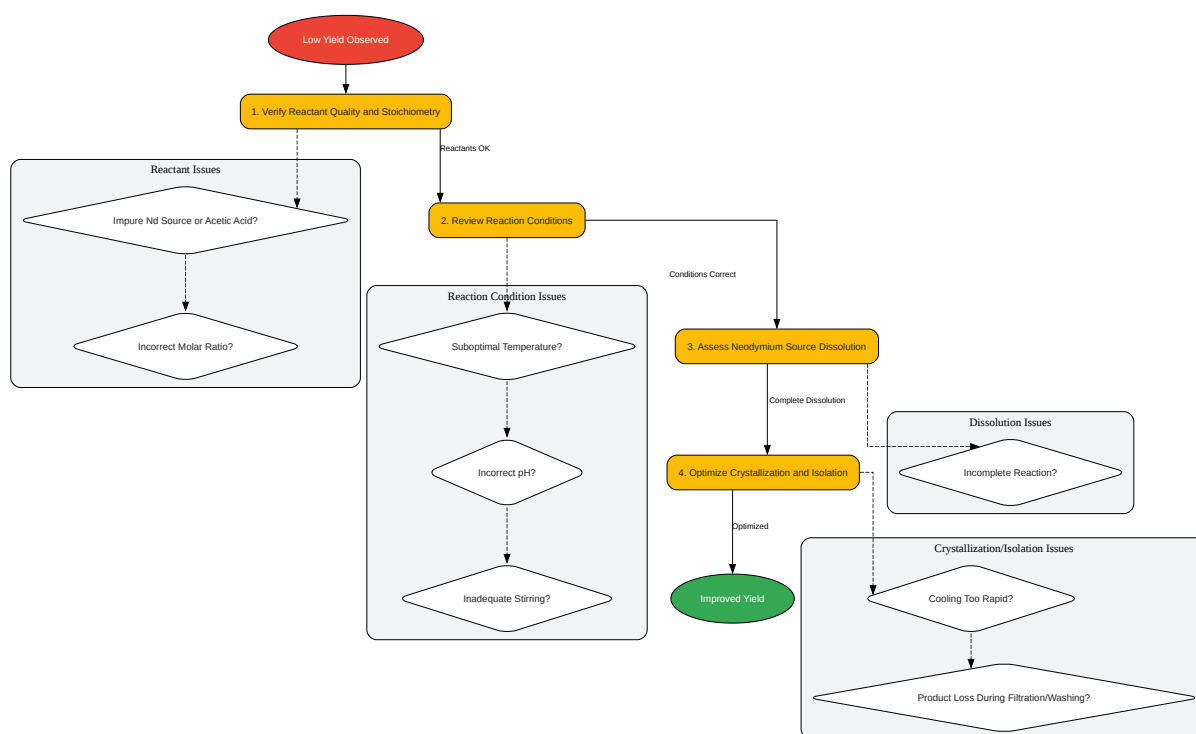 Low Yield Observed
1. Verify Reactant Quality and Stoichiometry
Reactants OK
Reactant Issues
Impure Nd Source or Acetic Acid?
Incorrect Molar Ratio?
2. Review Reaction Conditions
Conditions Correct
Reaction Condition Issues
Suboptimal Temperature?
Incorrect pH?
Inadequate Stirring?
3. Assess Neodymium Source Dissolution
Complete Dissolution
Dissolution Issues
Incomplete Reaction?
4. Optimize Crystallization and Isolation
Optimized
Improved Yield
Crystallization/Isolation Issues
Cooling Too Rapid?
Product Loss During Filtration/Washing?